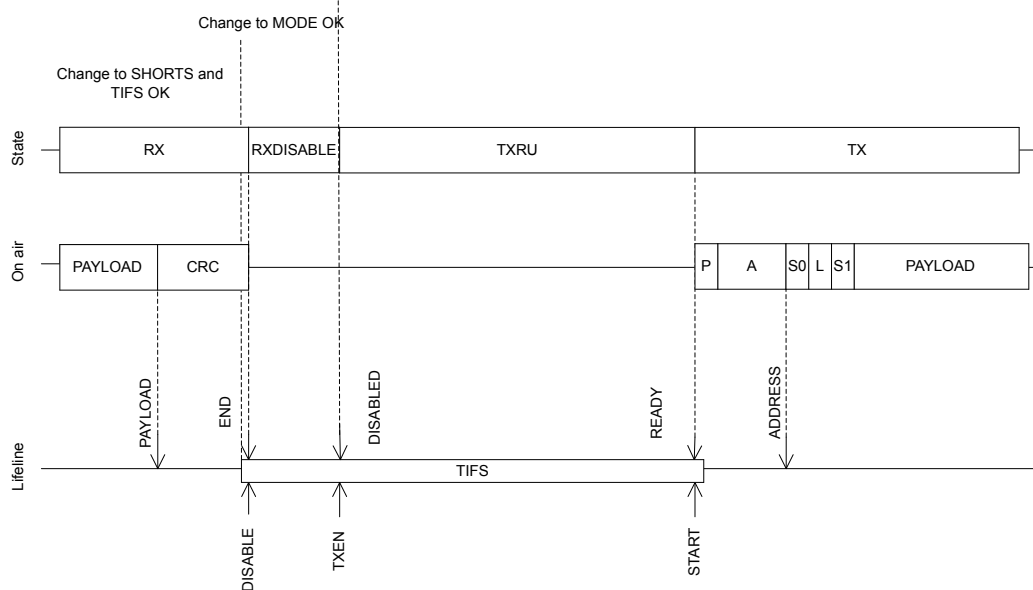 Change to MODE OK
Change to SHORTS and
TIFS OK
State
RX
RXDISABLE
TXRU
TX
On air
PAYLOAD
CRC
P
A
S0
L
S1
PAYLOAD
PAYLOAD
END
DISABLED
READY
ADDRESS
Lifeline
TIFS
DISABLE
TXEN
START